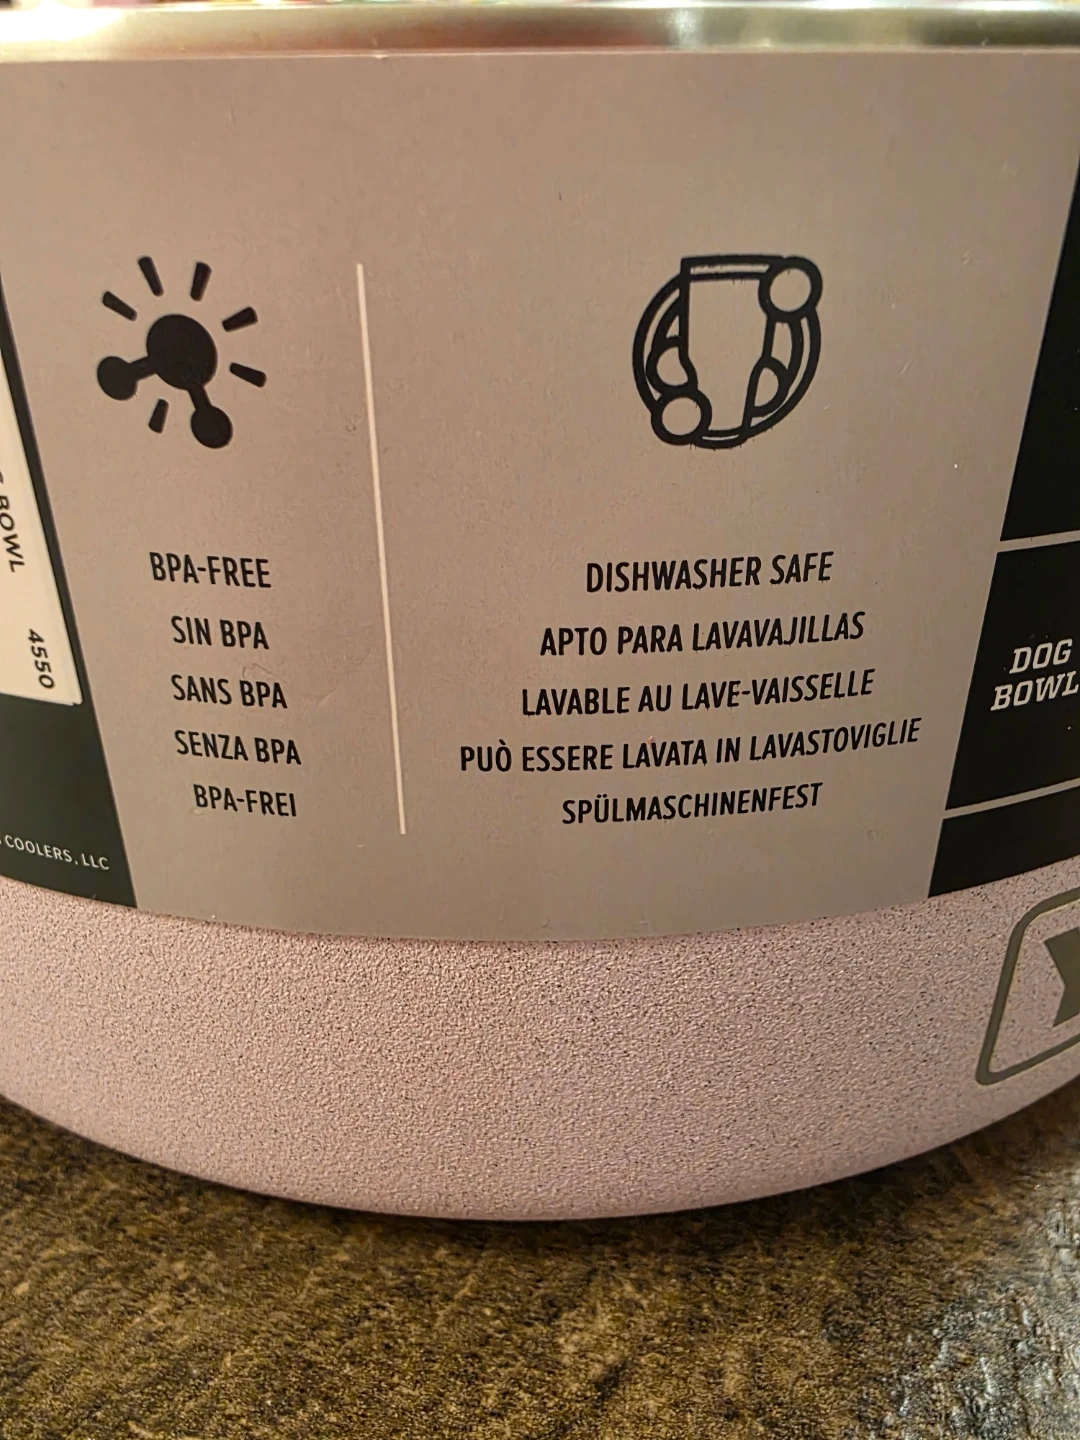 BOWL
4550
COOLERS, LLC
BPA-FREE
SIN BPA
SANS BPA
SENZA BPA
BPA-FREI
DISHWASHER SAFE
APTO PARA LAVAVAJILLAS
LAVABLE AU LAVE-VAISSELLE
PUÒ ESSERE LAVATA IN LAVASTOVIGLIE
SPÜLMASCHINENFEST
DOG
BOWL